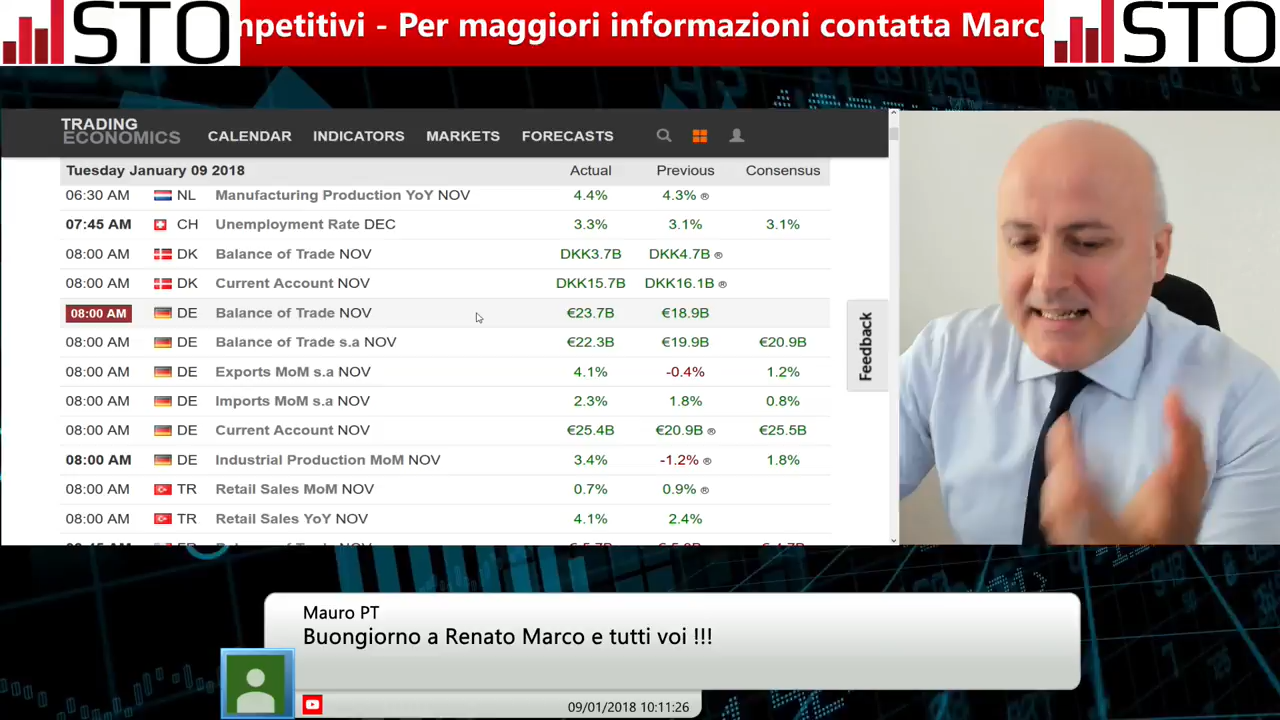 STO
mpetitivi - Per maggiori informazioni contatta Marco
STO
TRADING
ECONOMICS
CALENDAR INDICATORS MARKETS FORECASTS
Tuesday January 09 2018 Actual Previous Consensus
06:30 AM NL Manufacturing Production YoY NOV 4.4% 4.3% ®
07:45 AM CH Unemployment Rate DEC 3.3% 3.1% 3.1%
08:00 AM DK Balance of Trade NOV DKK3.7B DKK4.7B ®
08:00 AM DK Current Account NOV DKK15.7B DKK16.1B ®
08:00 AM DE Balance of Trade NOV €23.7B €18.9B
08:00 AM DE Balance of Trade s.a NOV €22.3B €19.9B €20.9B
08:00 AM DE Exports MoM s.a NOV 4.1% -0.4% 1.2%
08:00 AM DE Imports MoM s.a NOV 2.3% 1.8% 0.8%
08:00 AM DE Current Account NOV €25.4B €20.9B ® €25.5B
08:00 AM DE Industrial Production MoM NOV 3.4% -1.2% ® 1.8%
08:00 AM TR Retail Sales MoM NOV 0.7% 0.9% ®
08:00 AM TR Retail Sales YoY NOV 4.1% 2.4%
Balance of Trade NOV
Feedback
Mauro PT
Buongiorno a Renato Marco e tutti voi !!!
09/01/2018 10:11:26